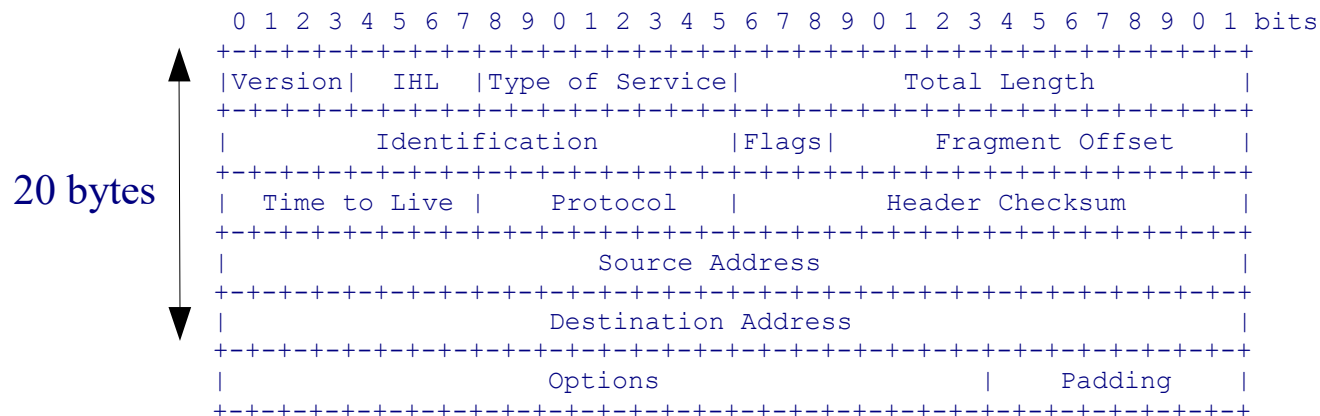 0 1 2 3 4 5 6 7 8 9 0 1 2 3 4 5 6 7 8 9 0 1 2 3 4 5 6 7 8 9 0 1 bits
+-+-+-+-+-+-+-+-+-+-+-+-+-+-+-+-+-+-+-+-+-+-+-+-+-+-+-+-+-+-+-+-+
|Version|  IHL  |Type of Service|          Total Length         |
+-+-+-+-+-+-+-+-+-+-+-+-+-+-+-+-+-+-+-+-+-+-+-+-+-+-+-+-+-+-+-+-+
|         Identification        |Flags|      Fragment Offset    |
+-+-+-+-+-+-+-+-+-+-+-+-+-+-+-+-+-+-+-+-+-+-+-+-+-+-+-+-+-+-+-+-+
20 bytes
|  Time to Live |    Protocol   |         Header Checksum       |
+-+-+-+-+-+-+-+-+-+-+-+-+-+-+-+-+-+-+-+-+-+-+-+-+-+-+-+-+-+-+-+-+
|                       Source Address                          |
+-+-+-+-+-+-+-+-+-+-+-+-+-+-+-+-+-+-+-+-+-+-+-+-+-+-+-+-+-+-+-+-+
|                    Destination Address                        |
+-+-+-+-+-+-+-+-+-+-+-+-+-+-+-+-+-+-+-+-+-+-+-+-+-+-+-+-+-+-+-+-+
|                    Options                    |    Padding    |
+-+-+-+-+-+-+-+-+-+-+-+-+-+-+-+-+-+-+-+-+-+-+-+-+-+-+-+-+-+-+-+-+